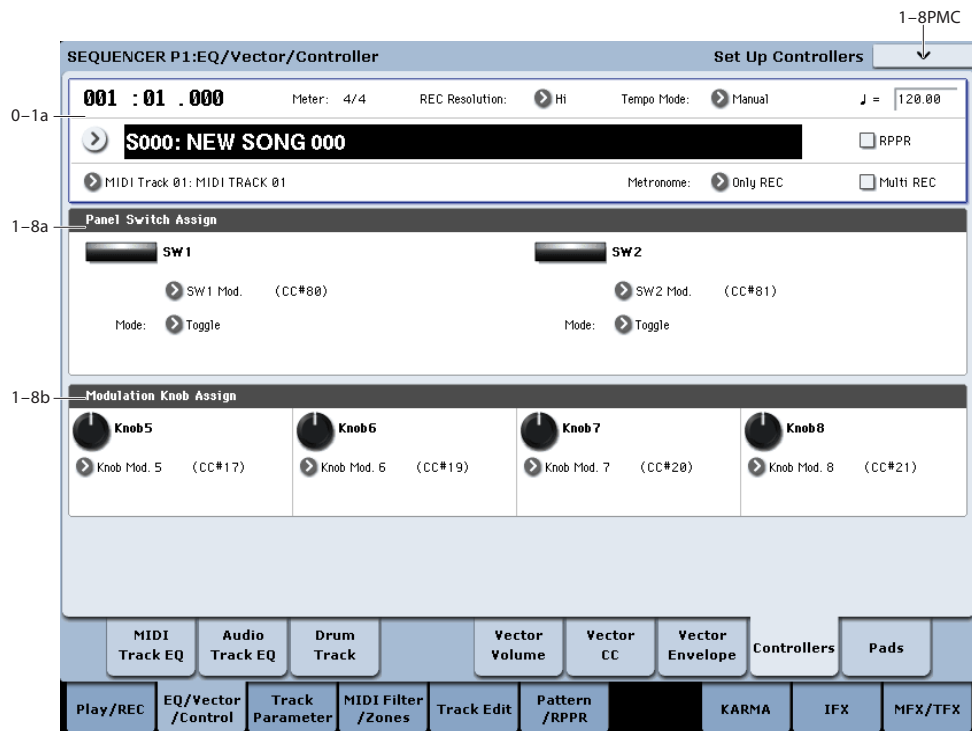 1–8PMC
SEQUENCER P1:EQ/Vector/Controller
Set Up Controllers
0–1a
001 :01 .000
Meter: 4/4
REC Resolution:
Hi
Tempo Mode:
Manual
♩ = 120.00
S000: NEW SONG 000
RPPR
MIDI Track 01: MIDI TRACK 01
Metronome:
Only REC
Multi REC
1–8a
Panel Switch Assign
SW1
SW2
SW1 Mod. (CC#80)
SW2 Mod. (CC#81)
Mode: Toggle
Mode: Toggle
1–8b
Modulation Knob Assign
Knob5
Knob6
Knob7
Knob8
Knob Mod. 5 (CC#17)
Knob Mod. 6 (CC#19)
Knob Mod. 7 (CC#20)
Knob Mod. 8 (CC#21)
MIDI
Track EQ
Audio
Track EQ
Drum
Track
Vector
Volume
Vector
CC
Vector
Envelope
Controllers
Pads
Play/REC
EQ/Vector
/Control
Track
Parameter
MIDI Filter
/Zones
Track Edit
Pattern
/RPPR
KARMA
IFX
MFX/TFX